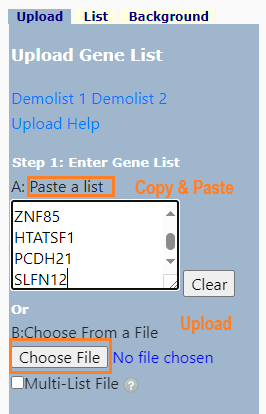 Upload List Background
Upload Gene List
Demolist 1 Demolist 2
Upload Help
Step 1: Enter Gene List
A: Paste a list Copy & Paste
ZNF85
HTATSF1
PCDH21
SLFN12
Clear
Or
B:Choose From a File Upload
Choose File No file chosen
Multi-List File ?